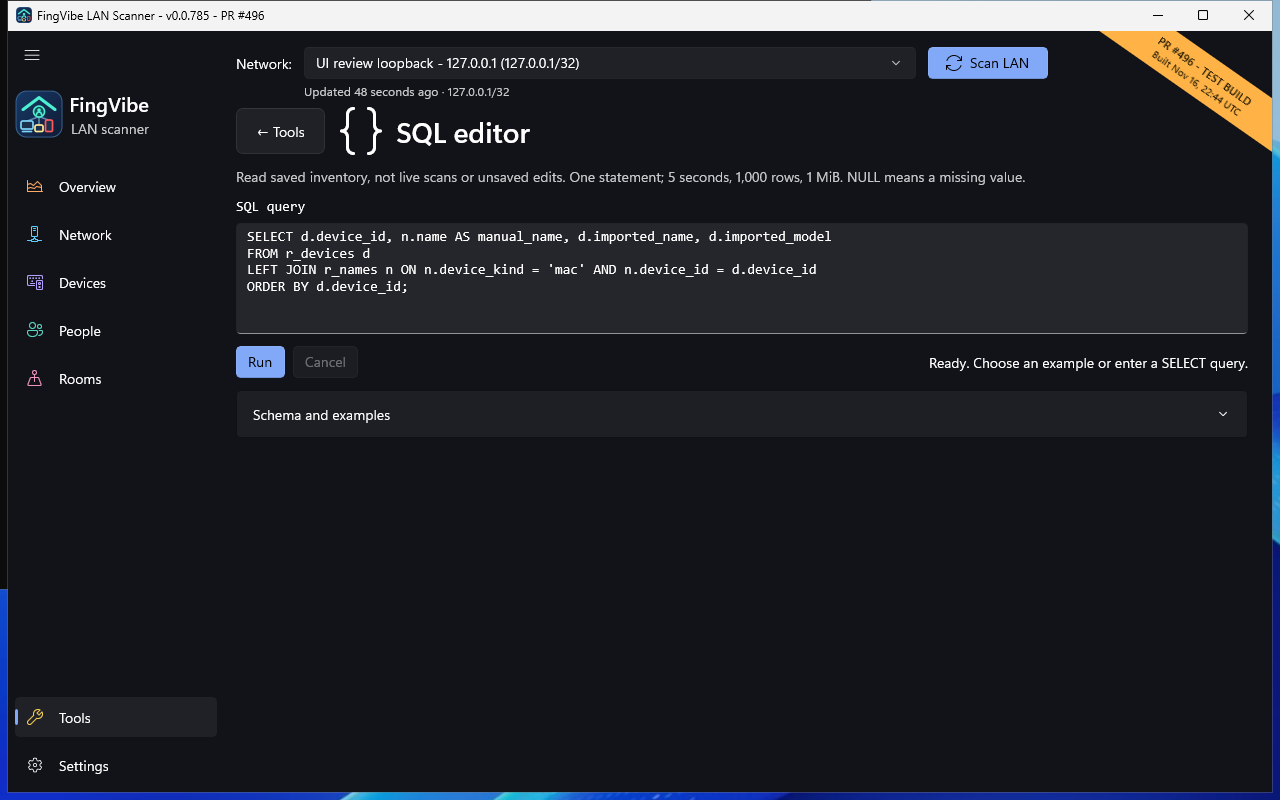 FingVibe LAN Scanner - v0.0.785 - PR #496
Network:
UI review loopback - 127.0.0.1 (127.0.0.1/32)
Scan LAN
PR #496 - TEST BUILD
Built Nov 16, 22:44 UTC
Updated 48 seconds ago · 127.0.0.1/32
FingVibe
LAN scanner
← Tools
{ } SQL editor
Read saved inventory, not live scans or unsaved edits. One statement; 5 seconds, 1,000 rows, 1 MiB. NULL means a missing value.
SQL query
SELECT d.device_id, n.name AS manual_name, d.imported_name, d.imported_model
FROM r_devices d
LEFT JOIN r_names n ON n.device_kind = 'mac' AND n.device_id = d.device_id
ORDER BY d.device_id;
Run
Cancel
Ready. Choose an example or enter a SELECT query.
Schema and examples
Overview
Network
Devices
People
Rooms
Tools
Settings